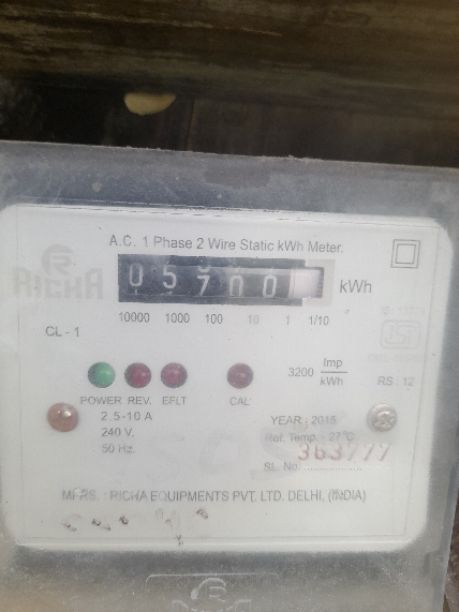 A.C. 1 Phase 2 Wire Static kWh Meter.
RICHA
05700 kWh
10000 1000 100 10 1 1/10
CL - 1
3200 Imp/kWh
RS : 12
POWER REV. EFLT CAL
2.5-10 A
240 V.
50 Hz.
YEAR : 2015
Ref. Temp. - 27°C
SL. No. 363777
MFRS. : RICHA EQUIPMENTS PVT. LTD. DELHI, (INDIA)